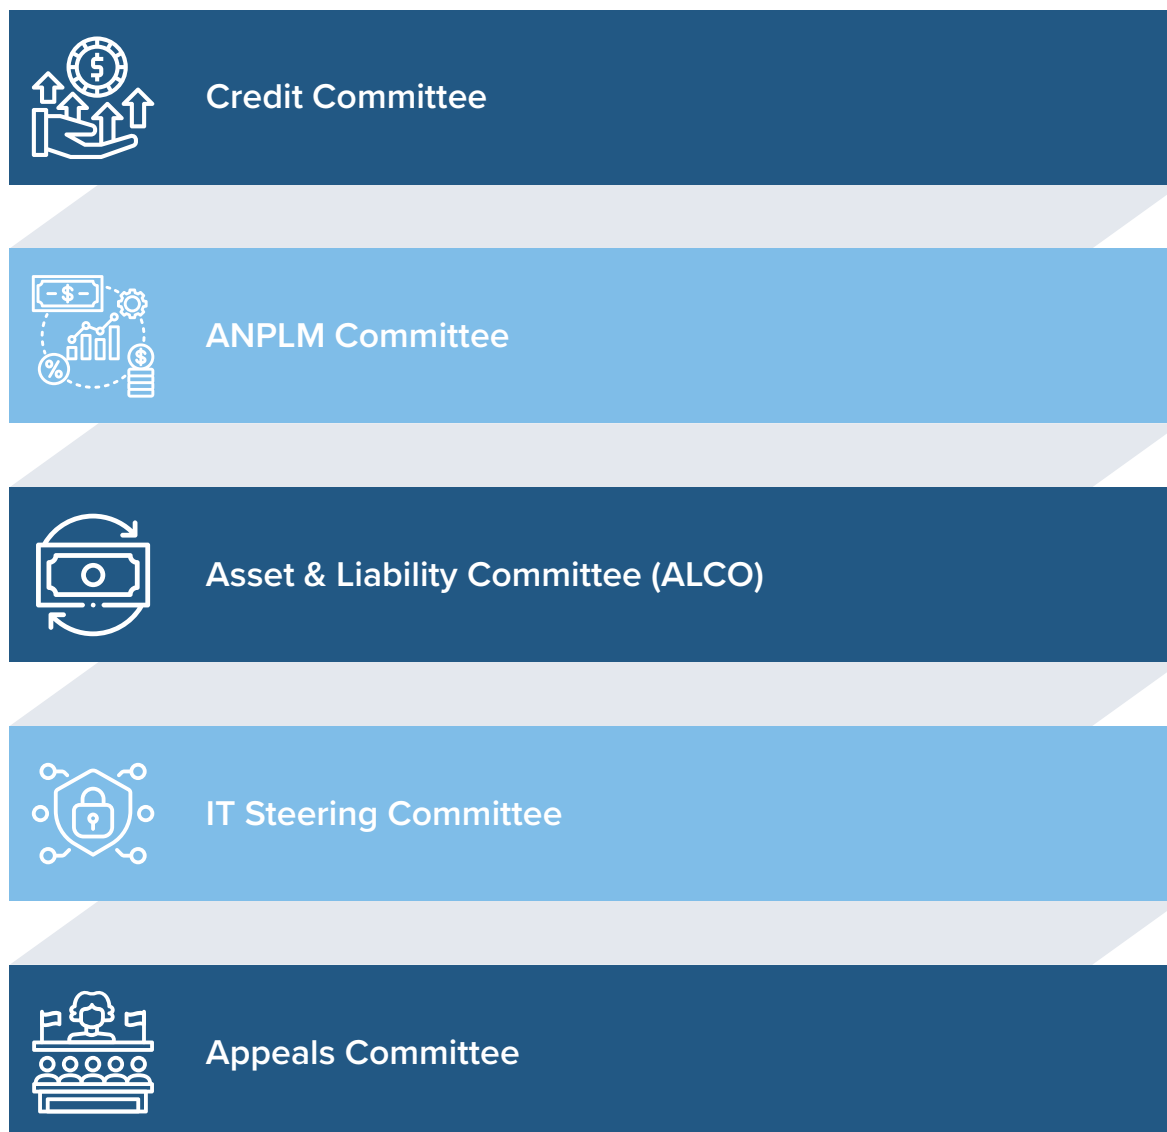 Credit Committee
ANPLM Committee
Asset & Liability Committee (ALCO)
IT Steering Committee
Appeals Committee